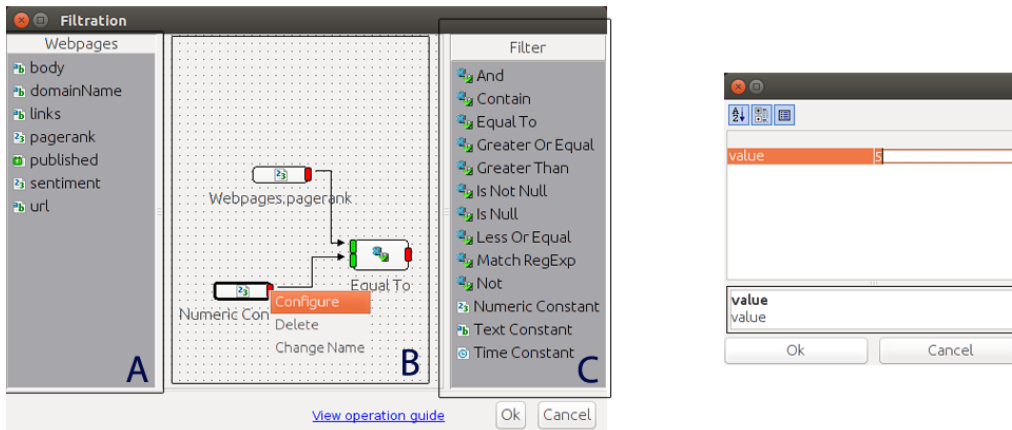 Filtration
Webpages
body
domainName
links
pagerank
published
sentiment
url
A
Webpages.pagerank
Equal To
Numeric Con
Configure
Delete
Change Name
B
Filter
And
Contain
Equal To
Greater Or Equal
Greater Than
Is Not Null
Is Null
Less Or Equal
Match RegExp
Not
Numeric Constant
Text Constant
Time Constant
C
View operation guide
Ok
Cancel
value 5
value
value
Ok
Cancel